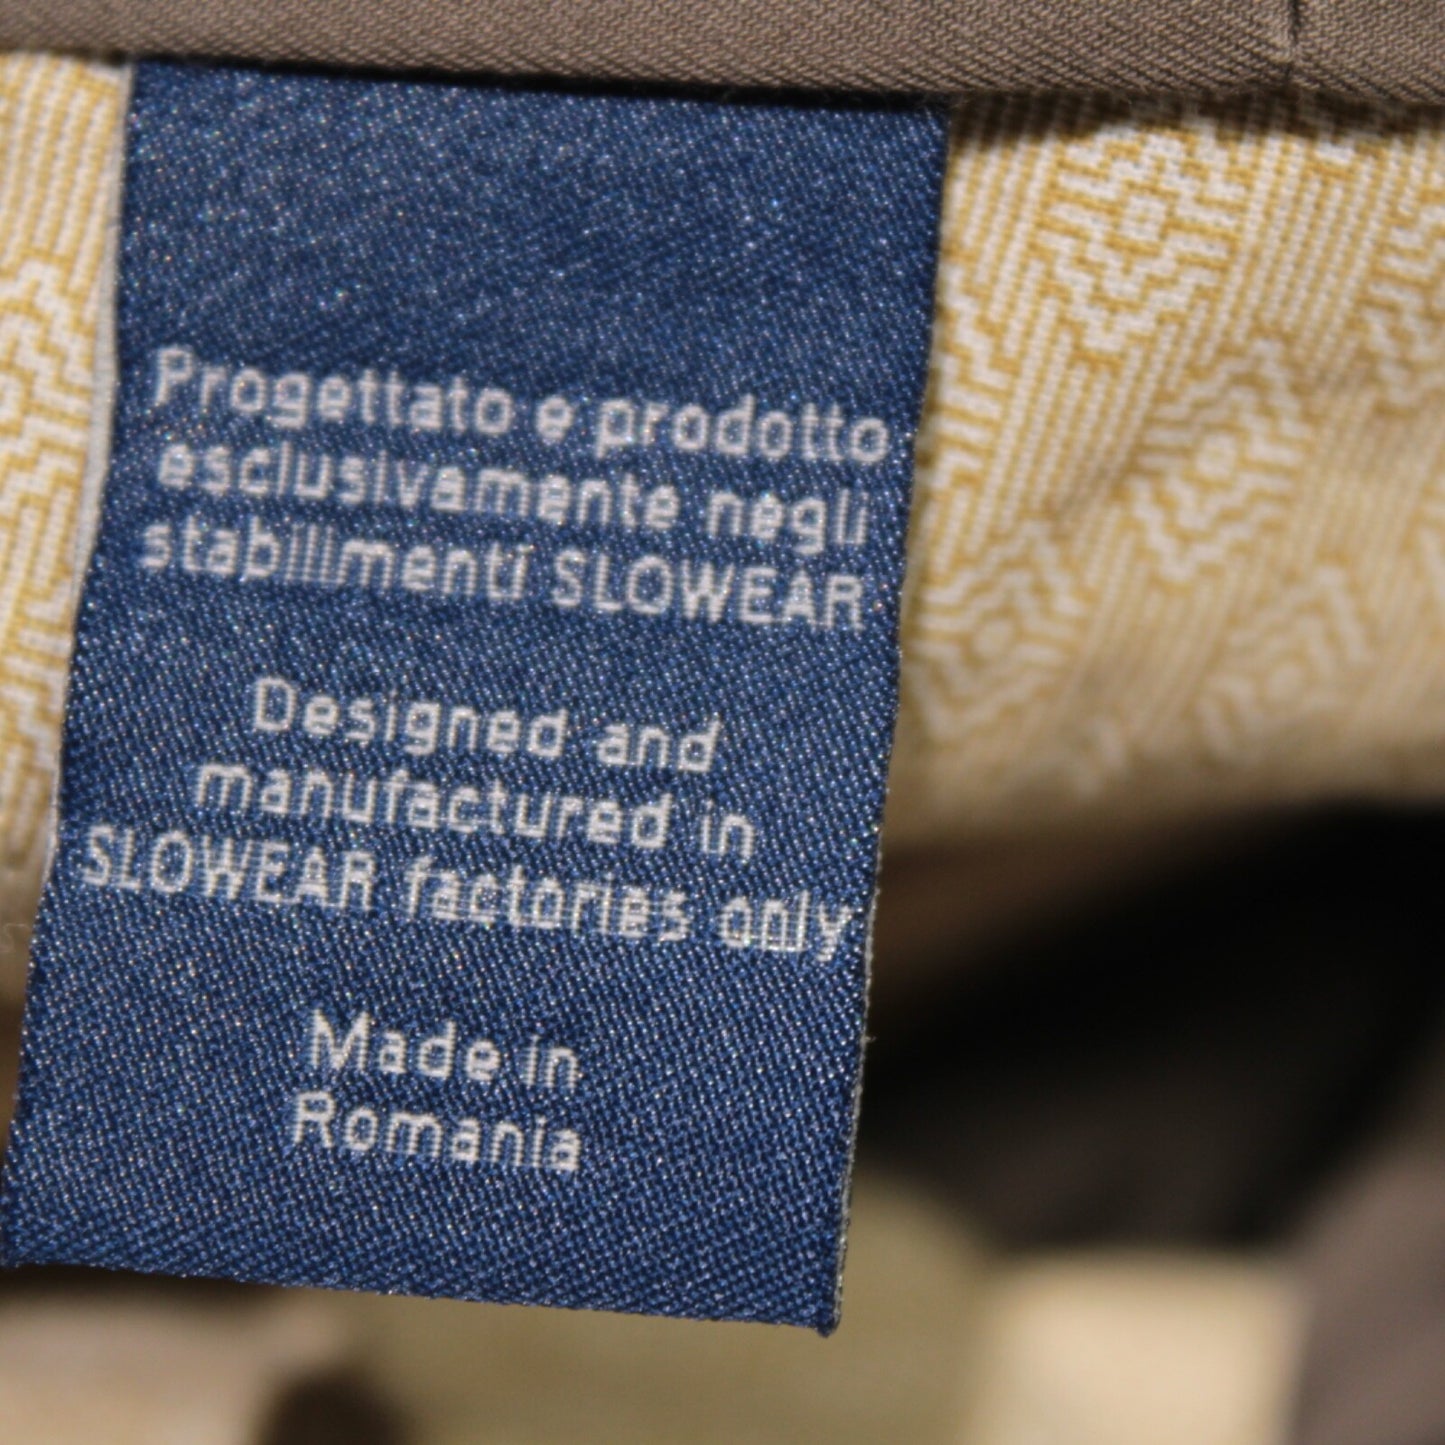 Progettato e prodotto
esclusivamente negli
stabilimenti SLOWEAR
Designed and
manufactured in
SLOWEAR factories only
Made in
Romania